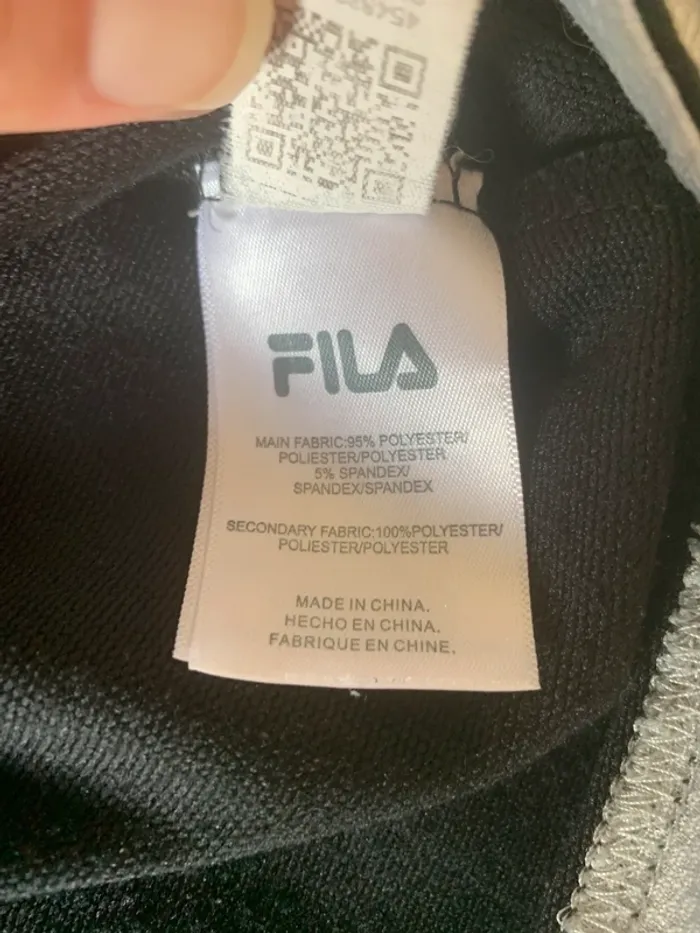 FILA
MAIN FABRIC:95% POLYESTER/
POLIESTER/POLYESTER
5% SPANDEX/
SPANDEX/SPANDEX
SECONDARY FABRIC:100%POLYESTER/
POLIESTER/POLYESTER
MADE IN CHINA.
HECHO EN CHINA.
FABRIQUE EN CHINE.